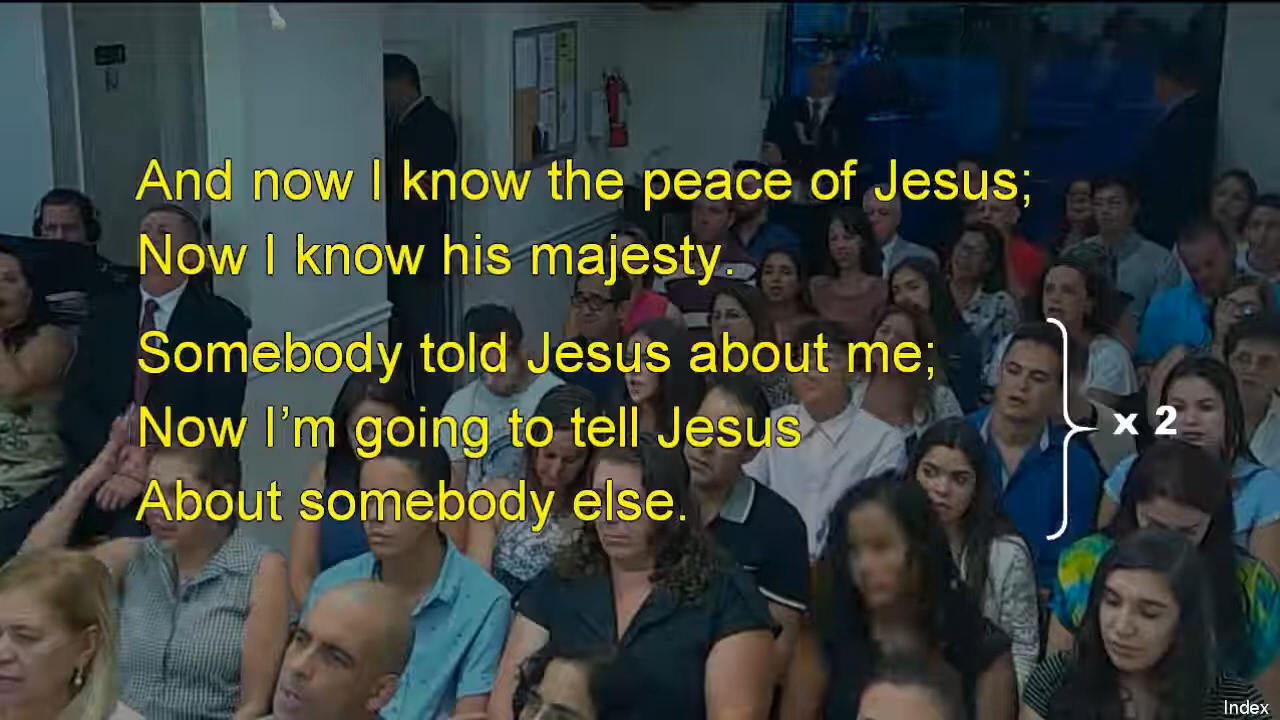 And now I know the peace of Jesus;
Now I know his majesty.
Somebody told Jesus about me;
Now I’m going to tell Jesus
About somebody else.
x 2
Index